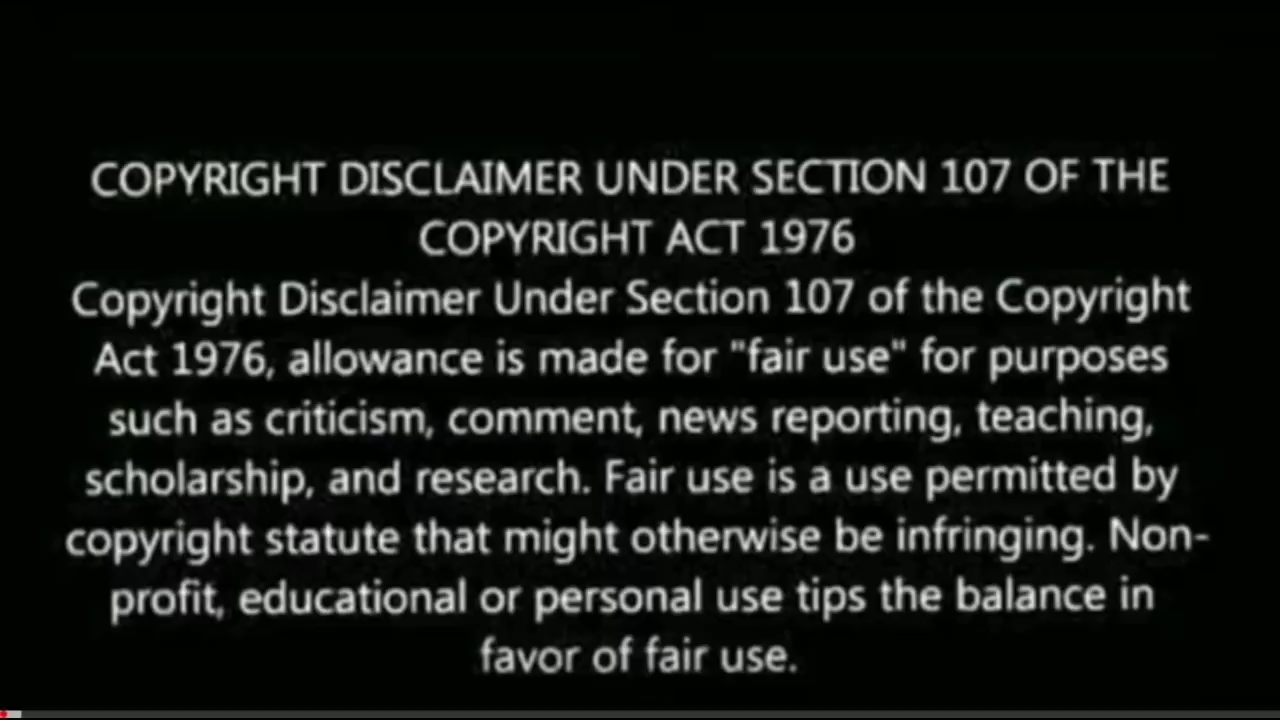 COPYRIGHT DISCLAIMER UNDER SECTION 107 OF THE
COPYRIGHT ACT 1976
Copyright Disclaimer Under Section 107 of the Copyright
Act 1976, allowance is made for "fair use" for purposes
such as criticism, comment, news reporting, teaching,
scholarship, and research. Fair use is a use permitted by
copyright statute that might otherwise be infringing. Non-
profit, educational or personal use tips the balance in
favor of fair use.